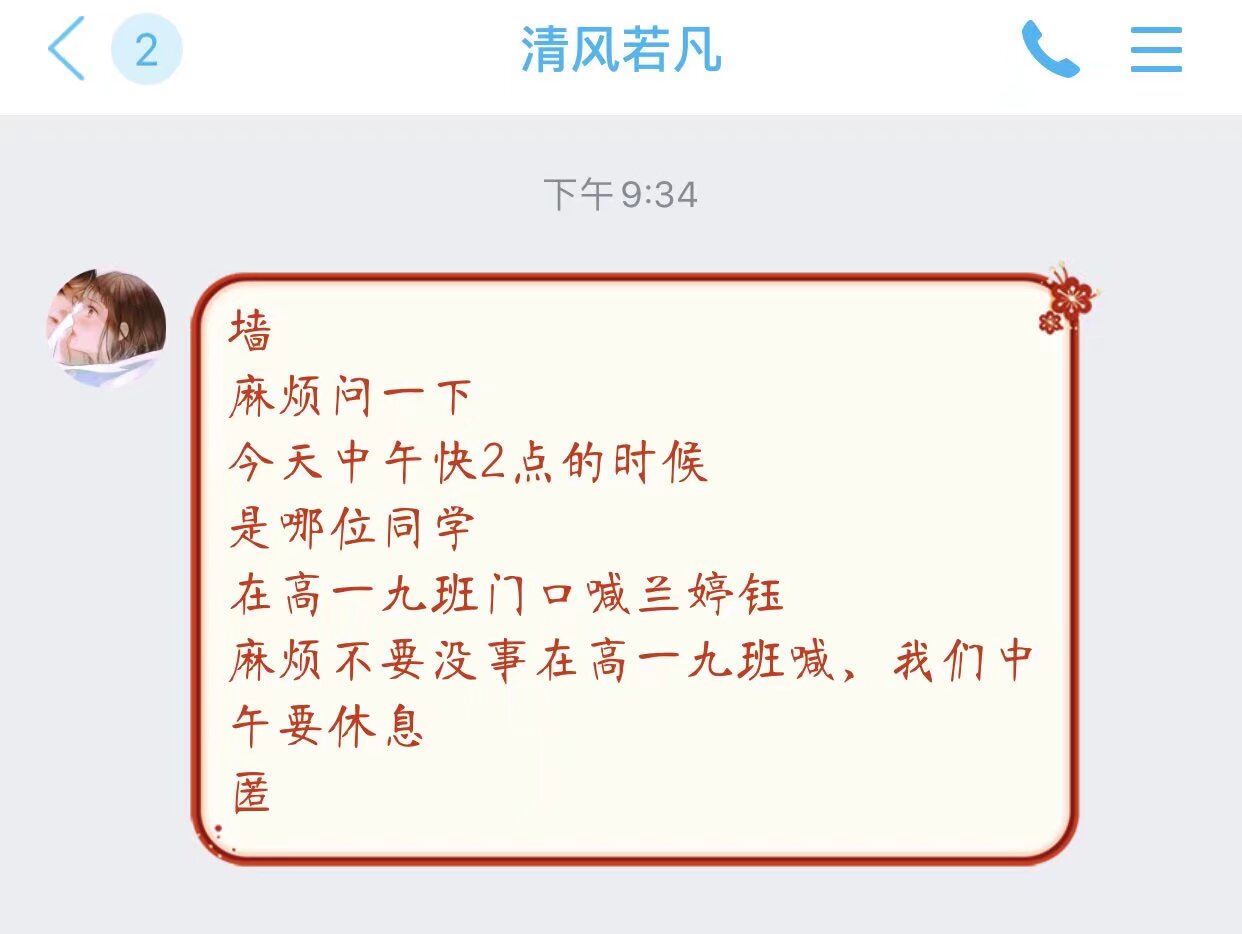 2
清风若凡
下午9:34
墙
麻烦问一下
今天中午快2点的时候
是哪位同学
在高一九班门口喊兰婷钰
麻烦不要没事在高一九班喊、我们中
午要休息
匿